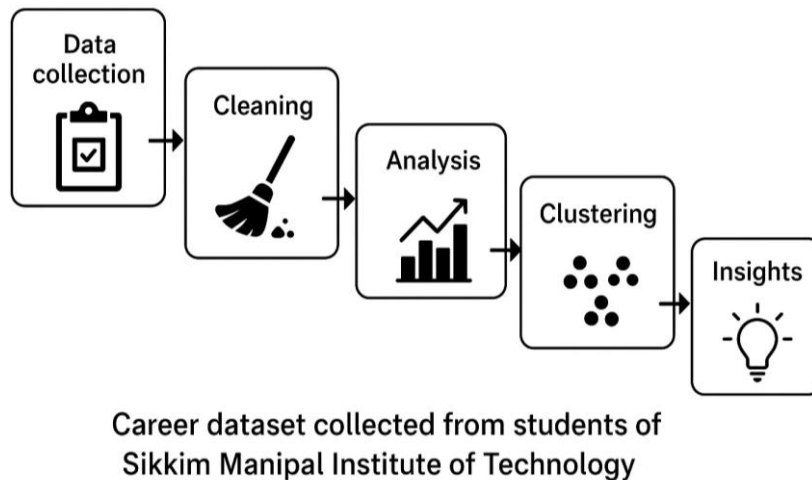 Data
collection
Cleaning
Analysis
Clustering
Insights
Career dataset collected from students of
Sikkim Manipal Institute of Technology